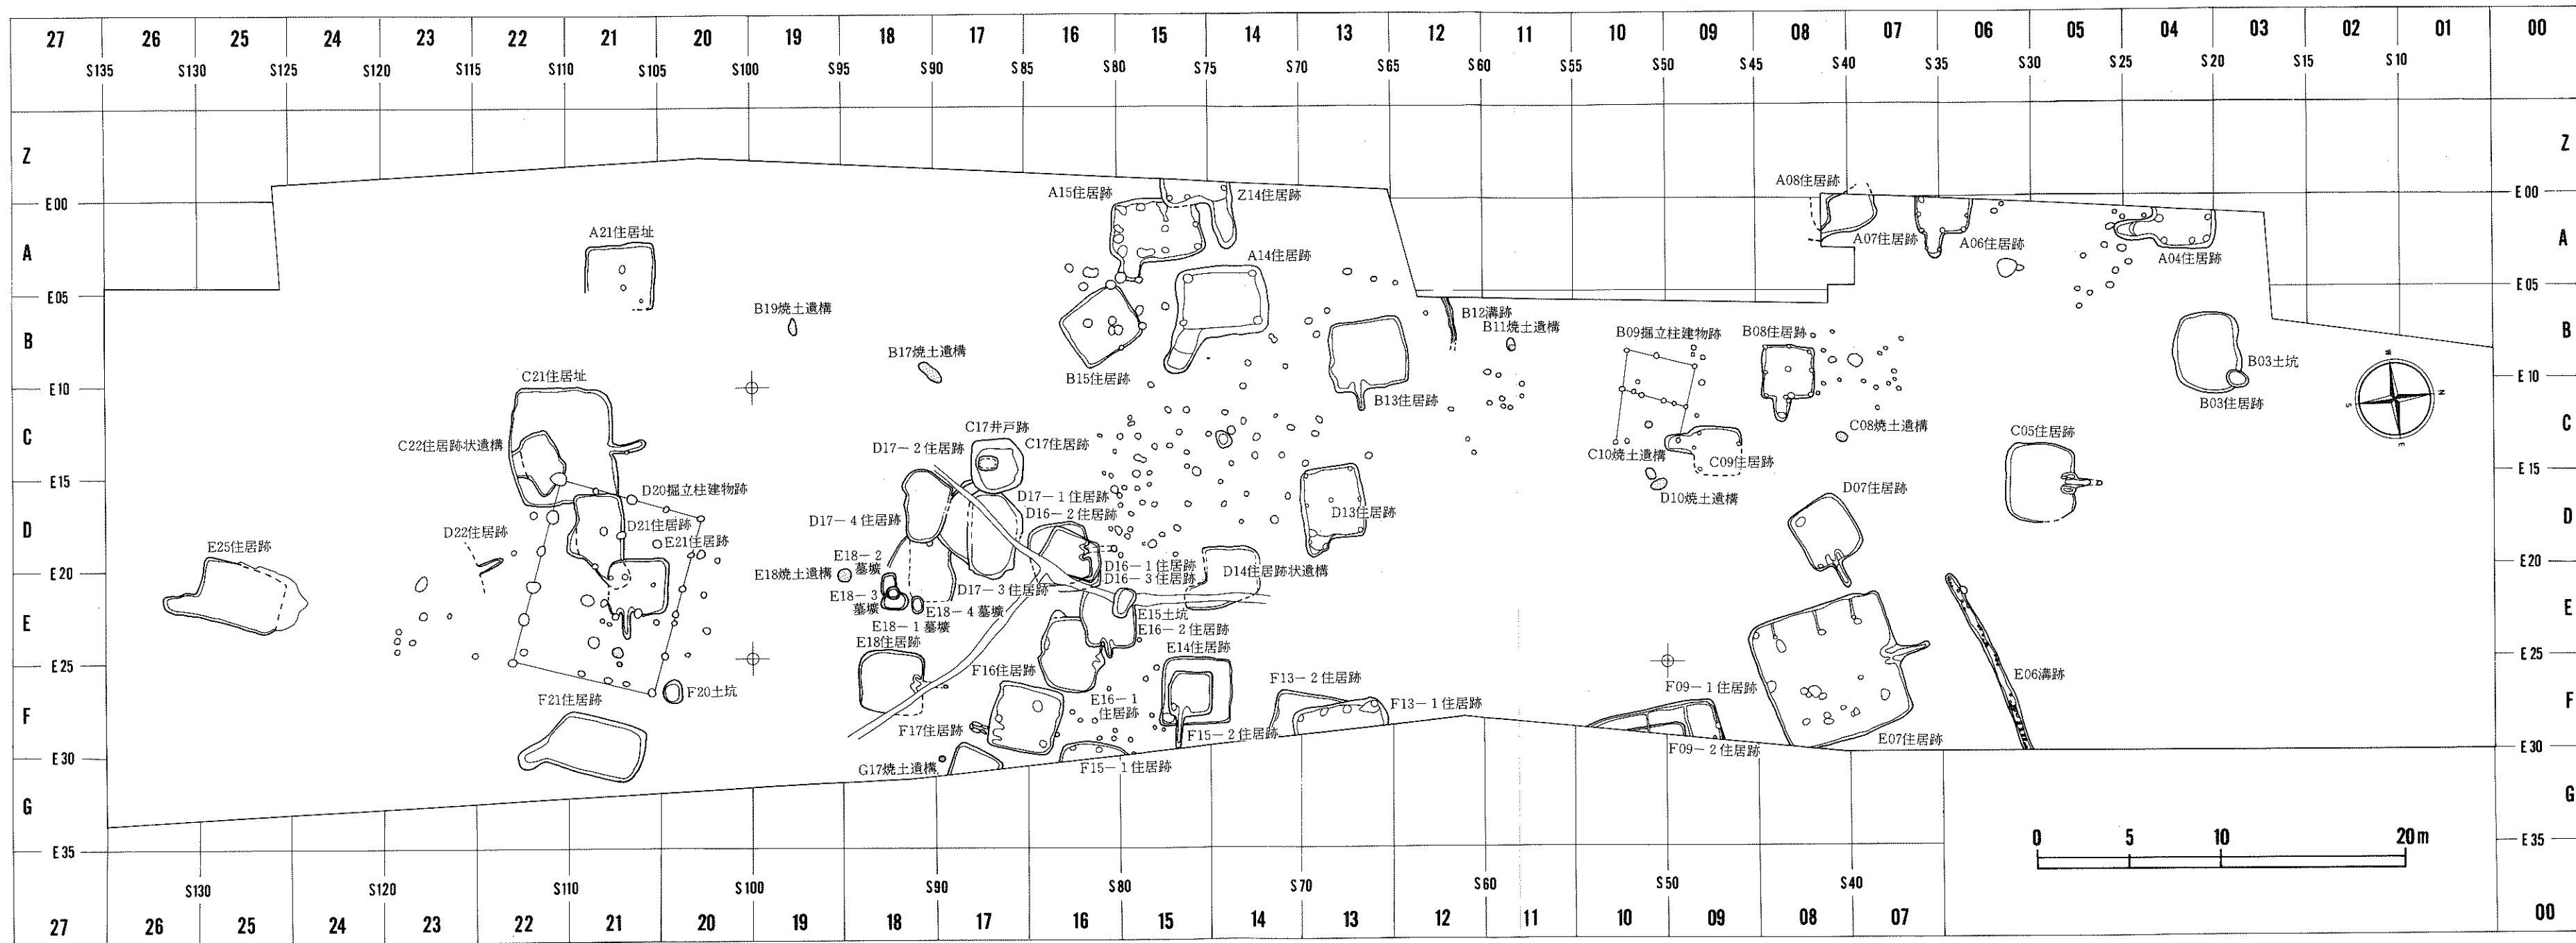 27 26 25 24 23 22 21 20 19 18 17 16 15 14 13 12 11 10 09 08 07 06 05 04 03 02 01 00
S135 S130 S125 S120 S115 S110 S105 S100 S95 S90 S85 S80 S75 S70 S65 S60 S55 S50 S45 S40 S35 S30 S25 S20 S15 S10
Z Z
A15住居跡
Z14住居跡
A08住居跡
E00 E00
A21住居址
A07住居跡
A06住居跡
A04住居跡
A A
A14住居跡
E05 E05
B19焼土遺構
B12溝跡
B11焼土遺構
B09掘立柱建物跡
B08住居跡
B B
B17焼土遺構
B15住居跡
B13住居跡
B03土坑
B03住居跡
N
S
E
W
E10 E10
C21住居址
C22住居跡状遺構
C17井戸跡
C17住居跡
D17-2住居跡
C08焼土遺構
C05住居跡
C C
C10焼土遺構
C09住居跡
E15 E15
D20掘立柱建物跡
D17-1住居跡
D16-2住居跡
D13住居跡
D10焼土遺構
D07住居跡
D D
D17-4住居跡
D22住居跡
D21住居跡
E21住居跡
E25住居跡
E18-2
墓壙
E18焼土遺構
D16-1住居跡
D16-3住居跡
D14住居跡状遺構
E20 E20
D17-3住居跡
E18-3
墓壙
E18-4墓壙
E18-1墓壙
E15土坑
E16-2住居跡
E E
E18住居跡
E14住居跡
E25 E25
F16住居跡
F20土坑
E16-1
住居跡
F13-2住居跡
F13-1住居跡
F09-1住居跡
E06溝跡
F21住居跡
F F
F17住居跡
F15-2住居跡
F09-2住居跡
E07住居跡
E30 E30
G17焼土遺構
F15-1住居跡
G G
0 5 10 20m
E35 E35
S130 S120 S110 S100 S90 S80 S70 S60 S50 S40
27 26 25 24 23 22 21 20 19 18 17 16 15 14 13 12 11 10 09 08 07 00